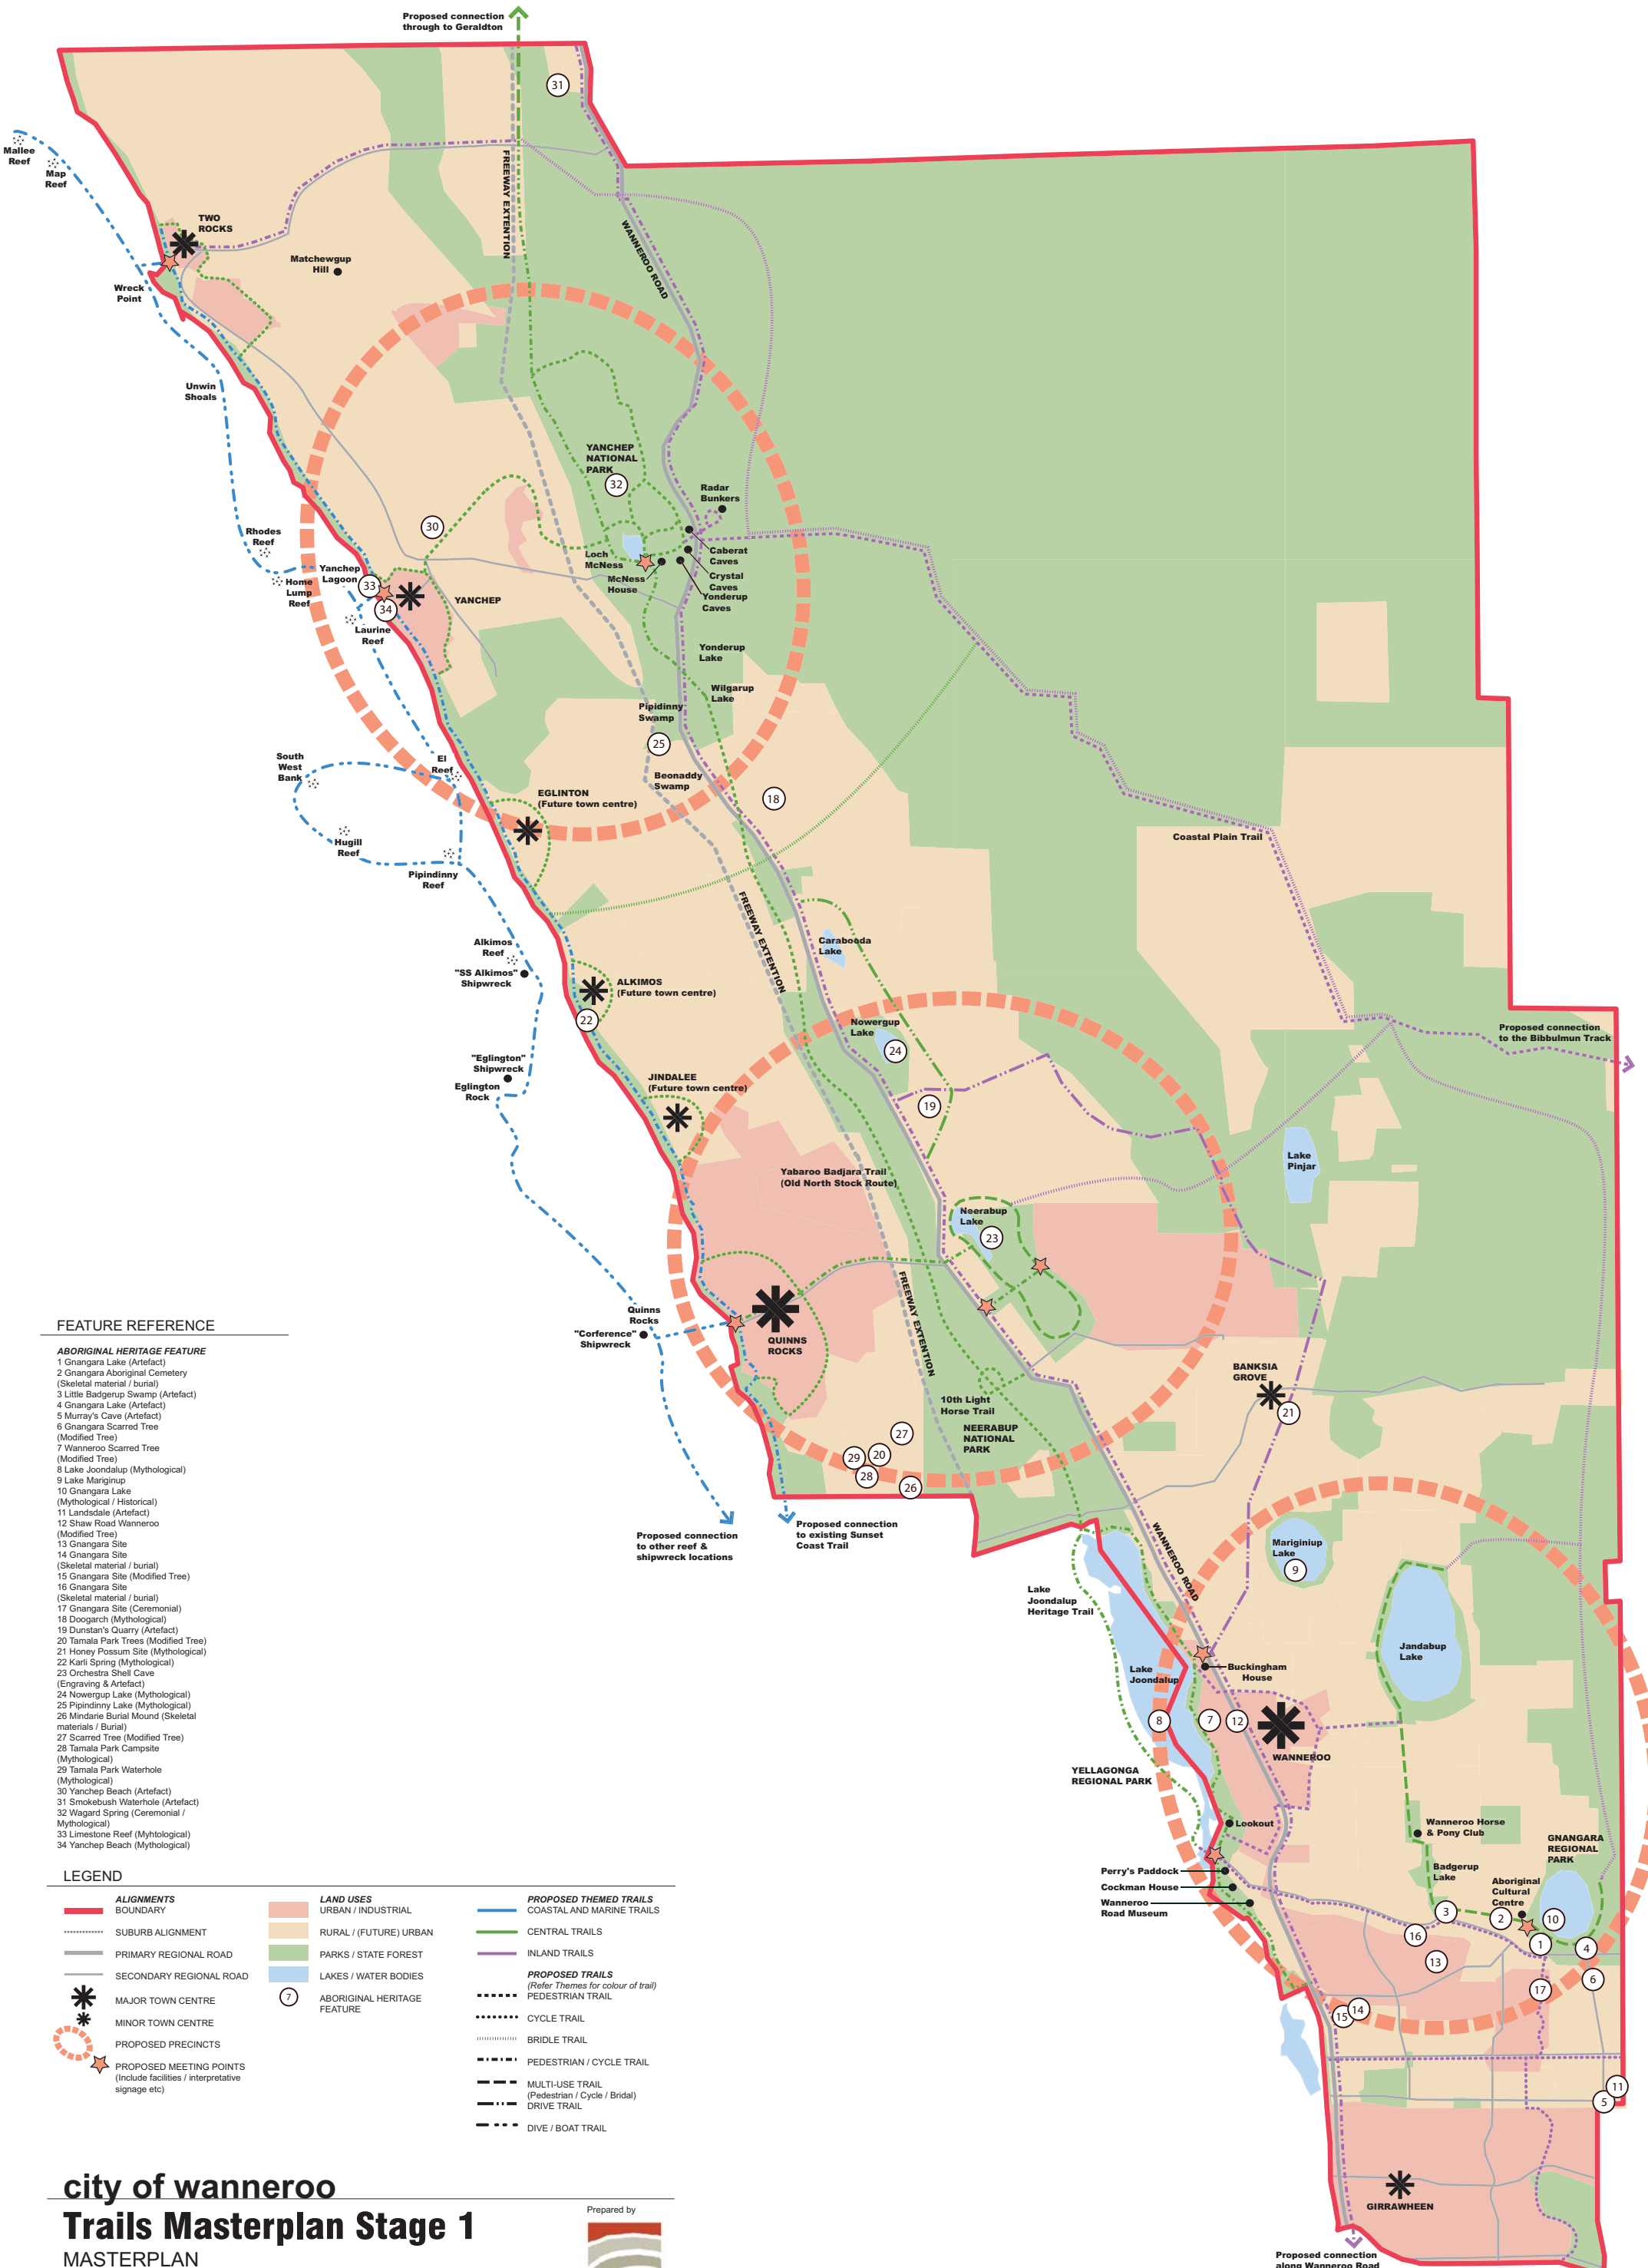 Proposed connection
through to Geraldton
31
Mallee
Reef
Map
Reef
FREEWAY EXTENTION
WANNEROO ROAD
TWO
ROCKS
Matchewgup
Hill
Wreck
Point
Unwin
Shoals
YANCHEP
NATIONAL
PARK
32
Radar
Bunkers
30
Rhodes
Reef
Loch
McNess
McNess
House
Caberat
Caves
Crystal
Caves
Yonderup
Caves
Yanchep
Lagoon
33
Home
Lump
Reef
34
YANCHEP
Laurine
Reef
Yonderup
Lake
Wilgarup
Lake
Pipidinny
Swamp
25
South
West
Bank
El
Reef
Beonaddy
Swamp
18
EGLINTON
(Future town centre)
Hugill
Reef
Coastal Plain Trail
Pipindinny
Reef
FREEWAY EXTENTION
Alkimos
Reef
"SS Alkimos"
Shipwreck
Carabooda
Lake
ALKIMOS
(Future town centre)
22
Nowergup
Lake
24
Proposed connection
to the Bibbulmun Track
"Eglington"
Shipwreck
Eglington
Rock
JINDALEE
(Future town centre)
19
Lake
Pinjar
Yabaroo Badjara Trail
(Old North Stock Route)
Neerabup
Lake
23
FREEWAY EXTENTION
Quinns
Rocks
"Corference"
Shipwreck
QUINNS
ROCKS
BANKSIA
GROVE
21
10th Light
Horse Trail
NEERABUP
NATIONAL
PARK
27
29
20
28
26
Proposed connection
to other reef &
shipwreck locations
Proposed connection
to existing Sunset
Coast Trail
WANNEROO ROAD
Mariginiup
Lake
9
Lake
Joondalup
Heritage Trail
Jandabup
Lake
Lake
Joondalup
Buckingham
House
8
7
12
WANNEROO
YELLAGONGA
REGIONAL PARK
Lookout
Wanneroo Horse
& Pony Club
GNANGARA
REGIONAL
PARK
Perry's Paddock
Cockman House
Wanneroo
Road Museum
Badgerup
Lake
Aboriginal
Cultural
Centre
3
2
10
16
1
4
13
6
17
15
14
11
5
GIRRAWHEEN
Proposed connection
along Wanneroo Road
FEATURE REFERENCE
ABORIGINAL HERITAGE FEATURE
1 Gnangara Lake (Artefact)
2 Gnangara Aboriginal Cemetery
(Skeletal material / burial)
3 Little Badgerup Swamp (Artefact)
4 Gnangara Lake (Artefact)
5 Murray's Cave (Artefact)
6 Gnangara Scarred Tree
(Modified Tree)
7 Wanneroo Scarred Tree
(Modified Tree)
8 Lake Joondalup (Mythological)
9 Lake Mariginup
10 Gnangara Lake
(Mythological / Historical)
11 Landsdale (Artefact)
12 Shaw Road Wanneroo
(Modified Tree)
13 Gnangara Site
14 Gnangara Site
(Skeletal material / burial)
15 Gnangara Site (Modified Tree)
16 Gnangara Site
(Skeletal material / burial)
17 Gnangara Site (Ceremonial)
18 Doogarch (Mythological)
19 Dunstan's Quarry (Artefact)
20 Tamala Park Trees (Modified Tree)
21 Honey Possum Site (Mythological)
22 Karli Spring (Mythological)
23 Orchestra Shell Cave
(Engraving & Artefact)
24 Nowergup Lake (Mythological)
25 Pipindinny Lake (Mythological)
26 Mindarie Burial Mound (Skeletal
materials / Burial)
27 Scarred Tree (Modified Tree)
28 Tamala Park Campsite
(Mythological)
29 Tamala Park Waterhole
(Mythological)
30 Yanchep Beach (Artefact)
31 Smokebush Waterhole (Artefact)
32 Wagard Spring (Ceremonial /
Mythological)
33 Limestone Reef (Myhtological)
34 Yanchep Beach (Mythological)
LEGEND
ALIGNMENTS
BOUNDARY
SUBURB ALIGNMENT
PRIMARY REGIONAL ROAD
SECONDARY REGIONAL ROAD
MAJOR TOWN CENTRE
MINOR TOWN CENTRE
PROPOSED PRECINCTS
PROPOSED MEETING POINTS
(Include facilities / interpretative
signage etc)
LAND USES
URBAN / INDUSTRIAL
RURAL / (FUTURE) URBAN
PARKS / STATE FOREST
LAKES / WATER BODIES
7
ABORIGINAL HERITAGE
FEATURE
PROPOSED THEMED TRAILS
COASTAL AND MARINE TRAILS
CENTRAL TRAILS
INLAND TRAILS
PROPOSED TRAILS
(Refer Themes for colour of trail)
PEDESTRIAN TRAIL
CYCLE TRAIL
BRIDLE TRAIL
PEDESTRIAN / CYCLE TRAIL
MULTI-USE TRAIL
(Pedestrian / Cycle / Bridal)
DRIVE TRAIL
DIVE / BOAT TRAIL
city of wanneroo
Trails Masterplan Stage 1
MASTERPLAN
Prepared by